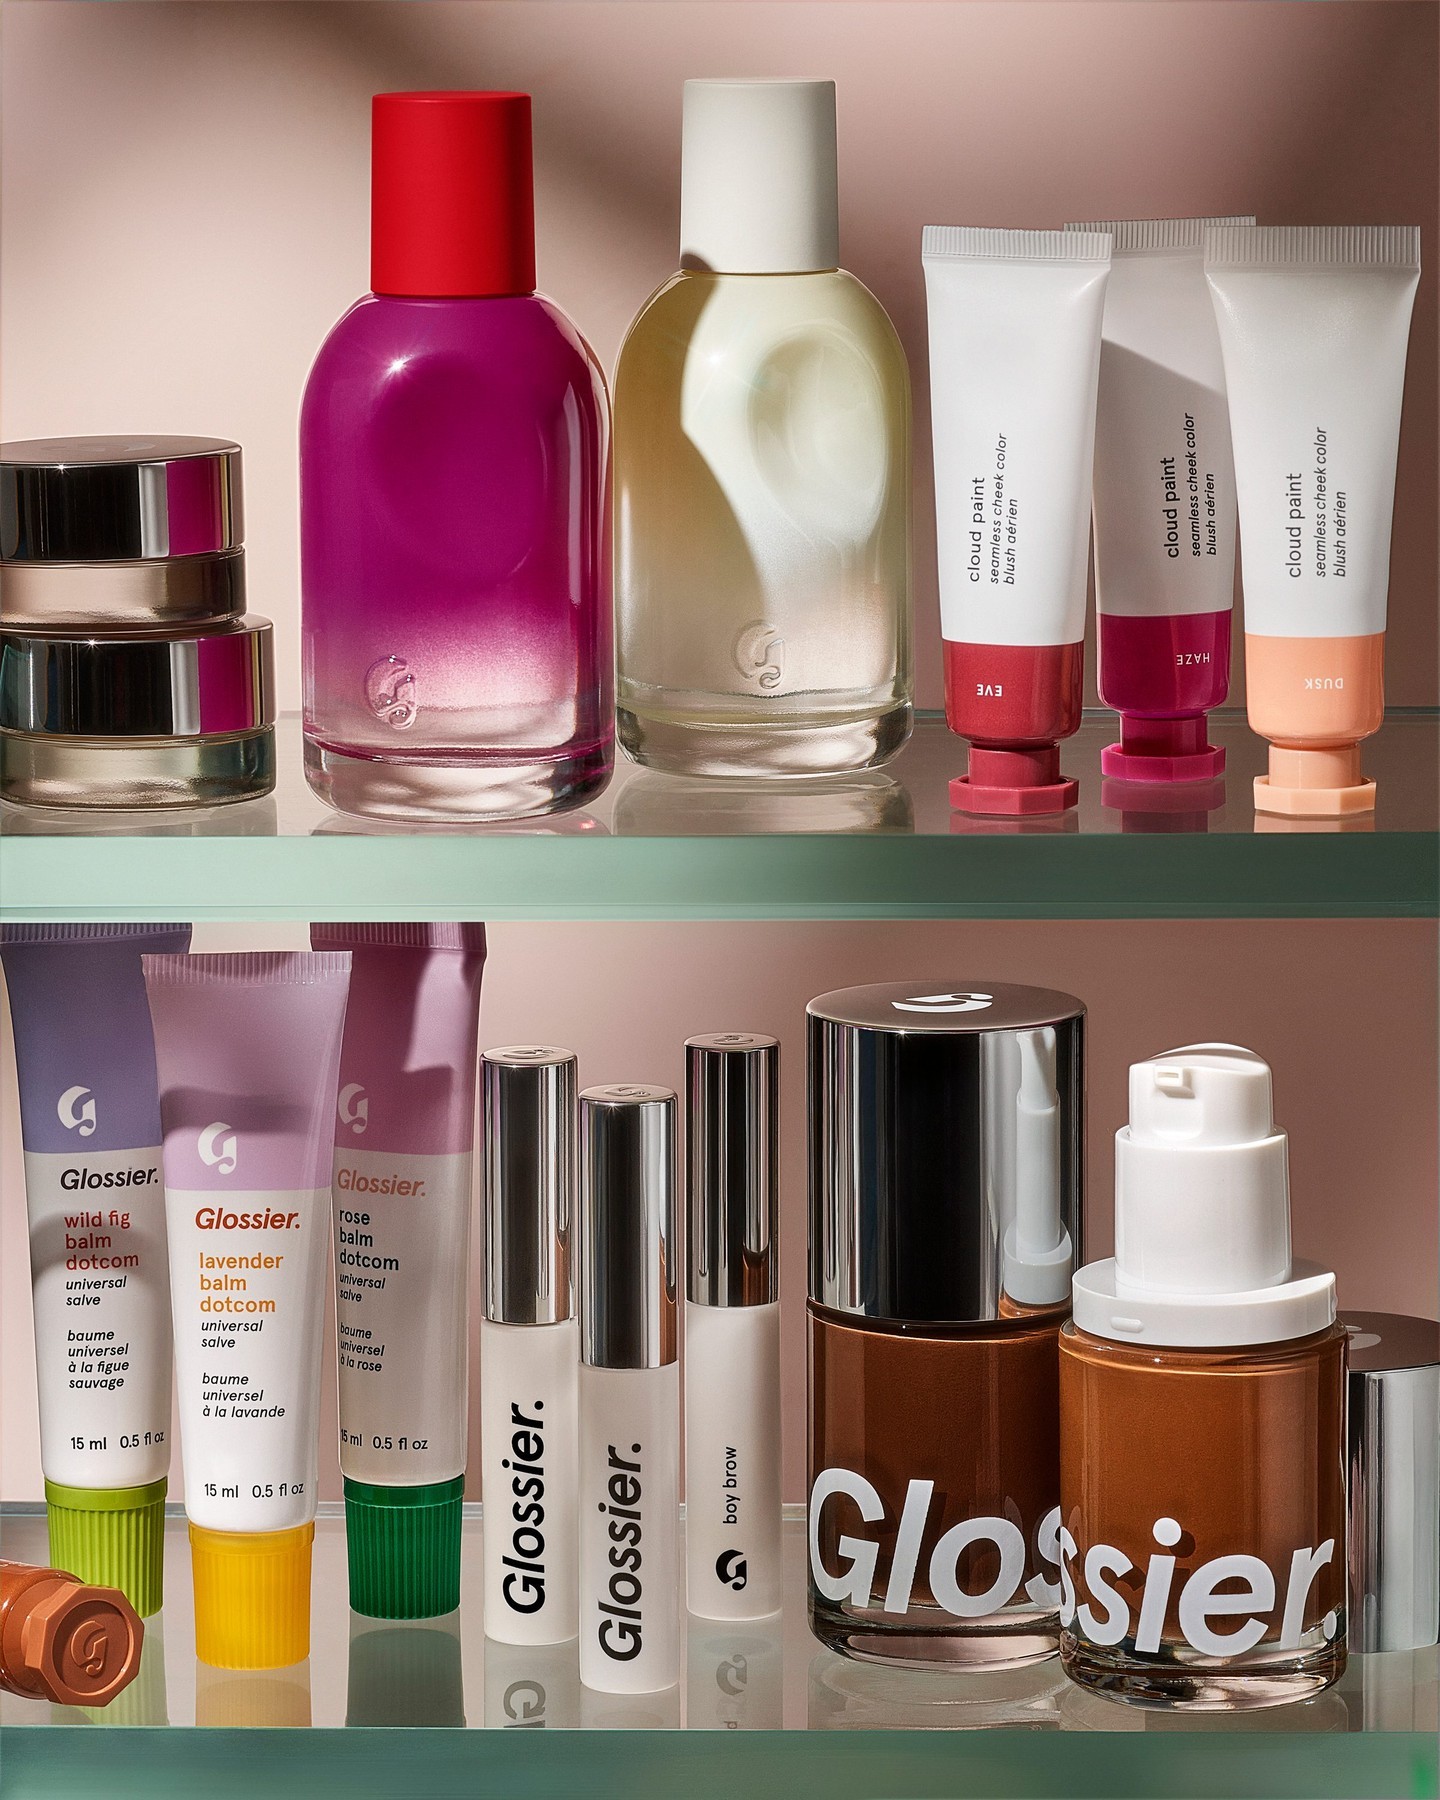 cloud paint
seamless cheek color
blush aérien
EVE
cloud paint
seamless cheek color
blush aérien
HAZE
cloud paint
seamless cheek color
blush aérien
DUSK
Glossier.
wild fig
balm
dotcom
universal
salve
baume
universel
à la figue
sauvage
15 ml 0.5 fl oz
Glossier.
lavender
balm
dotcom
universal
salve
baume
universel
à la lavande
15 ml 0.5 fl oz
Glossier.
rose
balm
dotcom
universal
salve
baume
universel
à la rose
15 ml 0.5 fl oz
Glossier.
Glossier.
boy brow
Glossier.